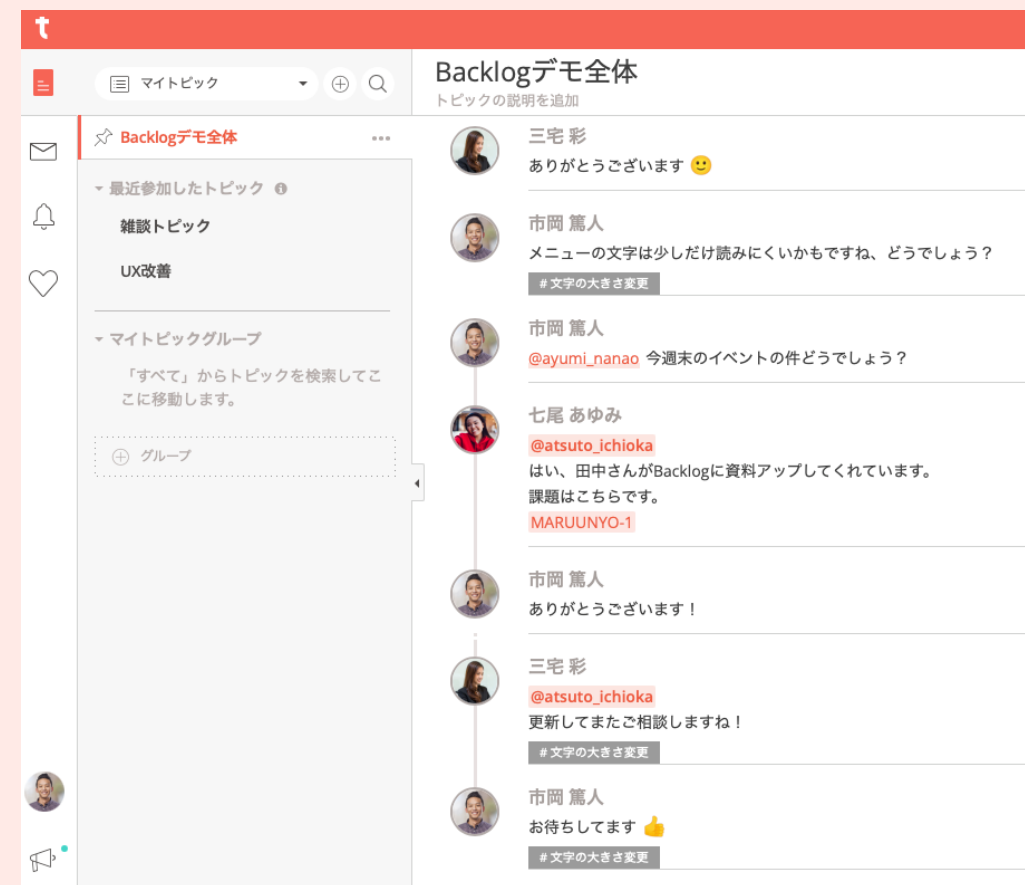 t
マイトピック
Backlogデモ全体
最近参加したトピック
雑談トピック
UX改善
マイトピックグループ
「すべて」からトピックを検索してこ
こに移動します。
グループ
Backlogデモ全体
トピックの説明を追加
三宅 彩
ありがとうございます 🙂
市岡 篤人
メニューの文字は少しだけ読みにくいかもですね、どうでしょう？
# 文字の大きさ変更
市岡 篤人
@ayumi_nanao 今週末のイベントの件どうでしょう？
七尾 あゆみ
@atsuto_ichioka
はい、田中さんがBacklogに資料アップしてくれています。
課題はこちらです。
MARUUNYO-1
市岡 篤人
ありがとうございます！
三宅 彩
@atsuto_ichioka
更新してまたご相談しますね！
# 文字の大きさ変更
市岡 篤人
お待ちしてます 👍
# 文字の大きさ変更